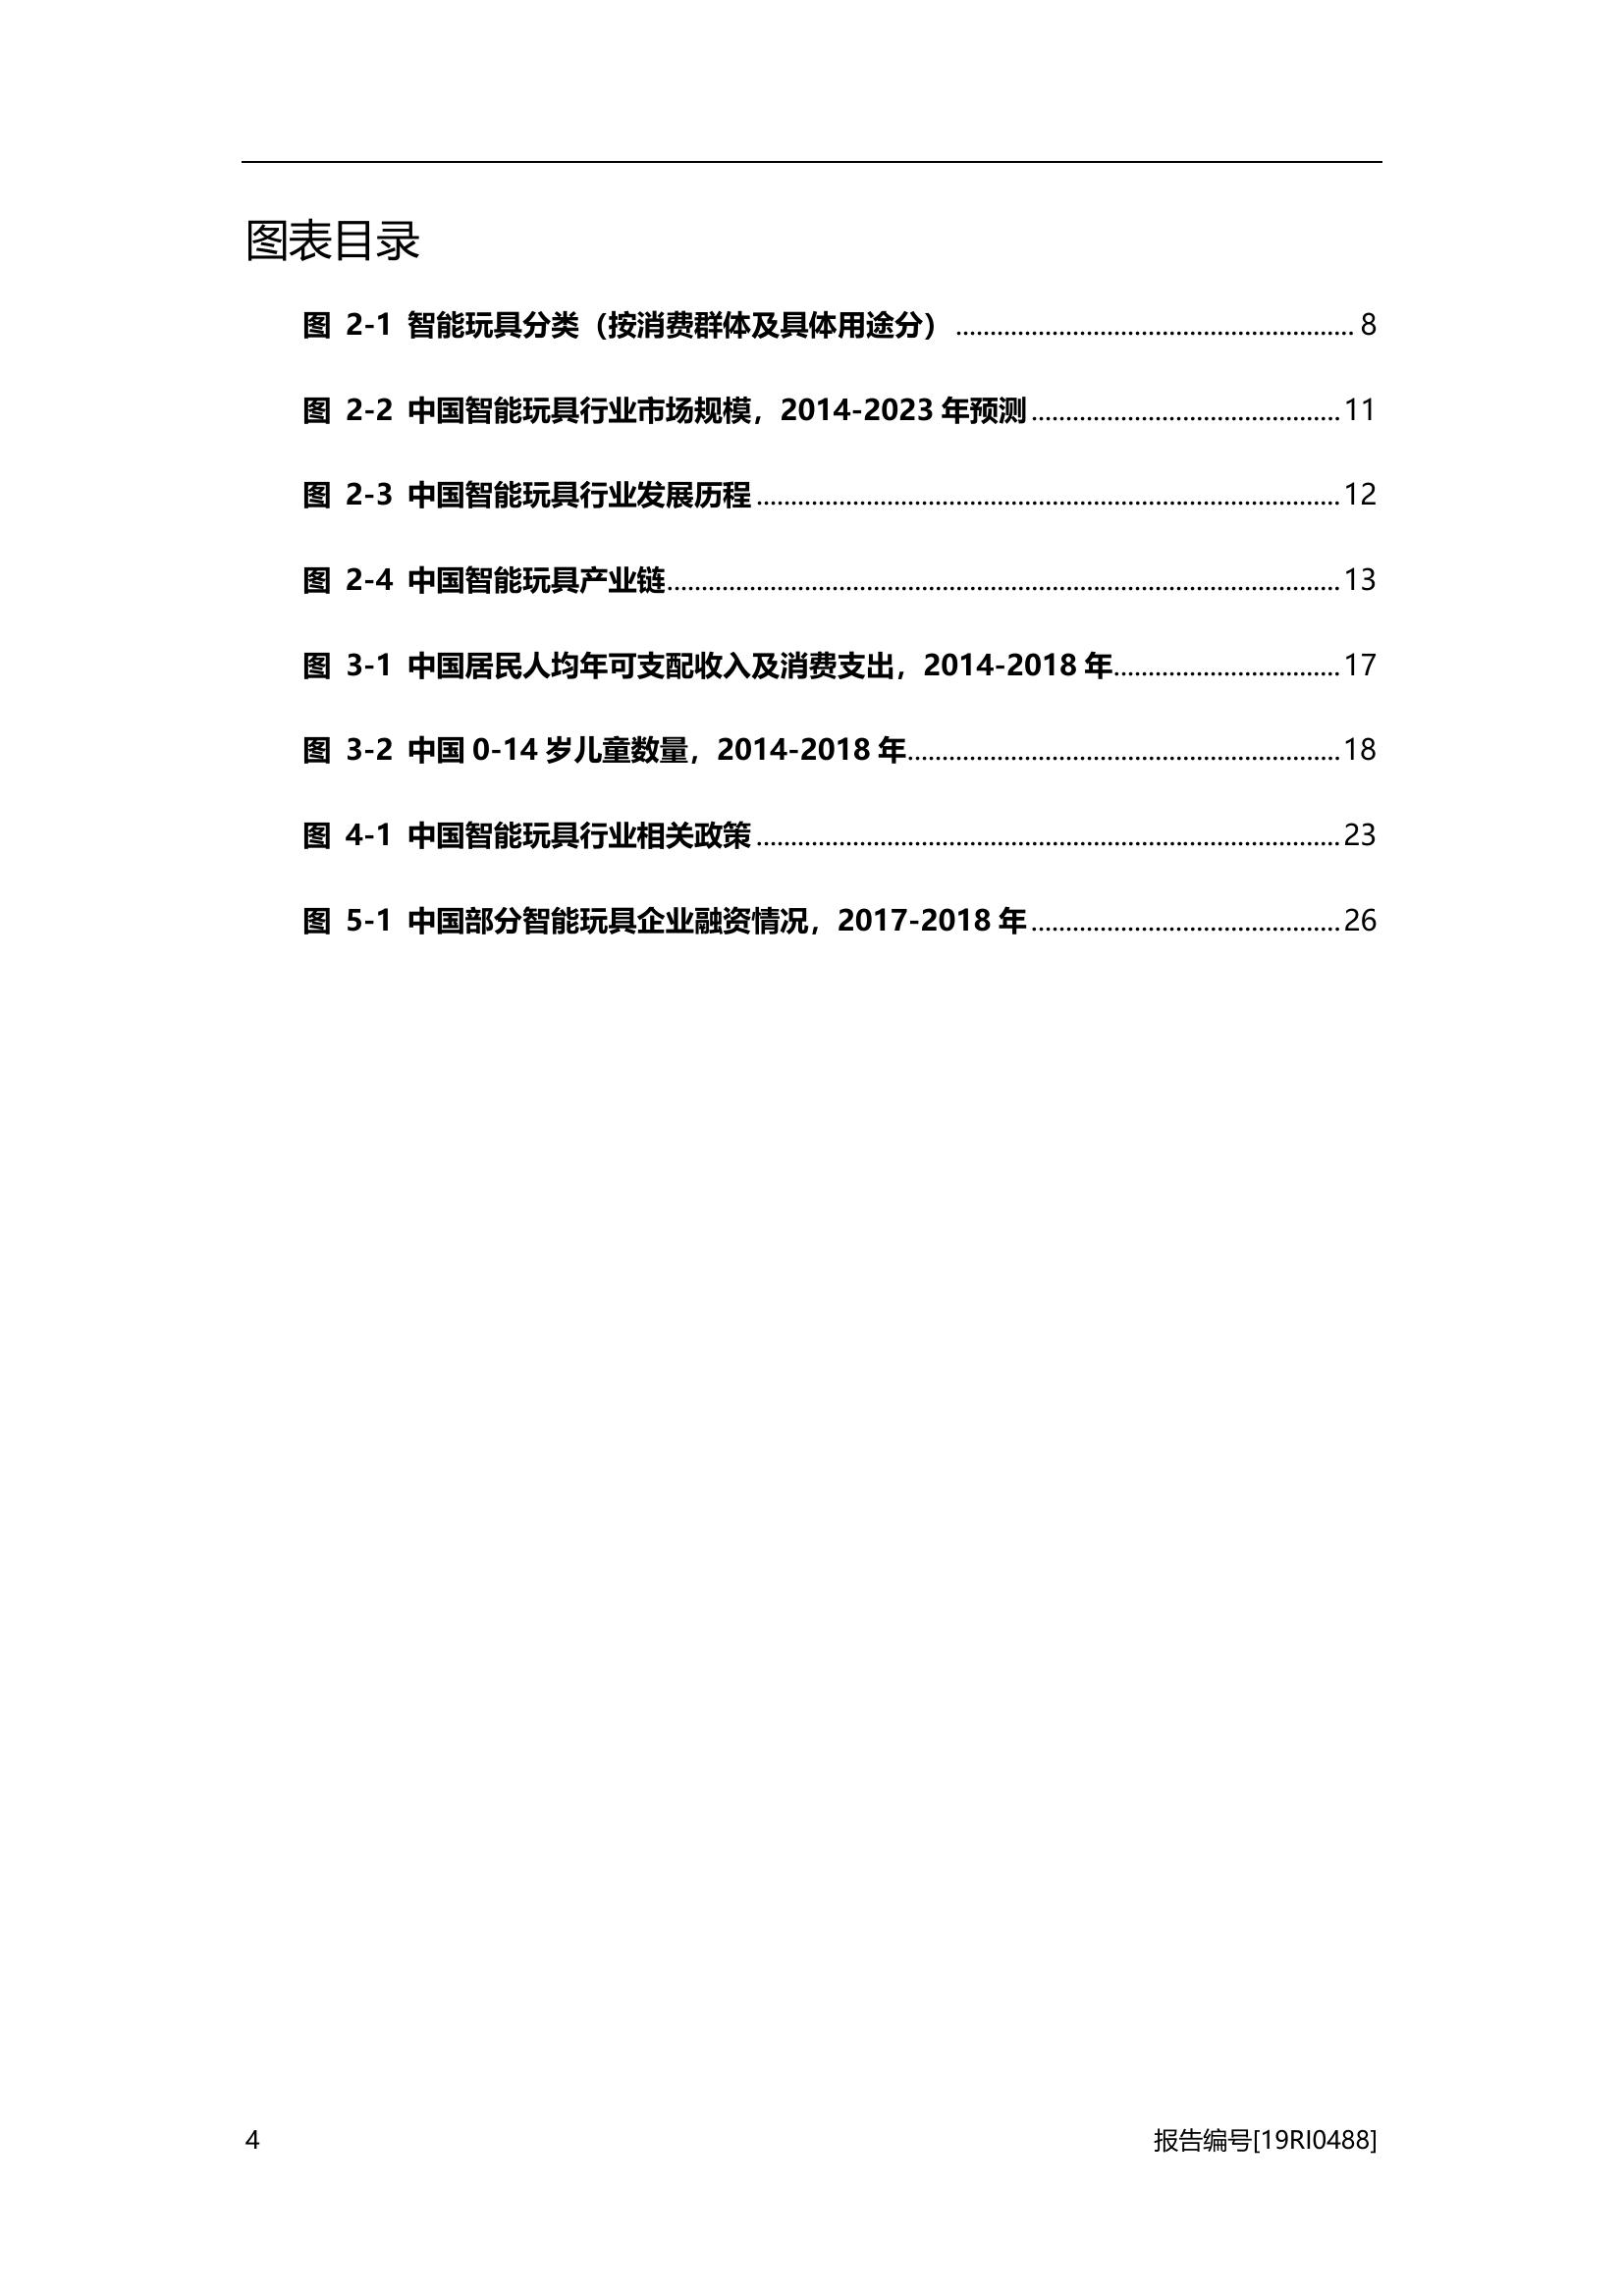 图表目录
图 2-1 智能玩具分类（按消费群体及具体用途分） ........................................................ 8
图 2-2 中国智能玩具行业市场规模，2014-2023 年预测 ............................................ 11
图 2-3 中国智能玩具行业发展历程 .................................................................................... 12
图 2-4 中国智能玩具产业链 ................................................................................................. 13
图 3-1 中国居民人均年可支配收入及消费支出，2014-2018 年 ................................ 17
图 3-2 中国 0-14 岁儿童数量，2014-2018 年 .............................................................. 18
图 4-1 中国智能玩具行业相关政策 .................................................................................... 23
图 5-1 中国部分智能玩具企业融资情况，2017-2018 年 ............................................ 26
4
报告编号[19RI0488]